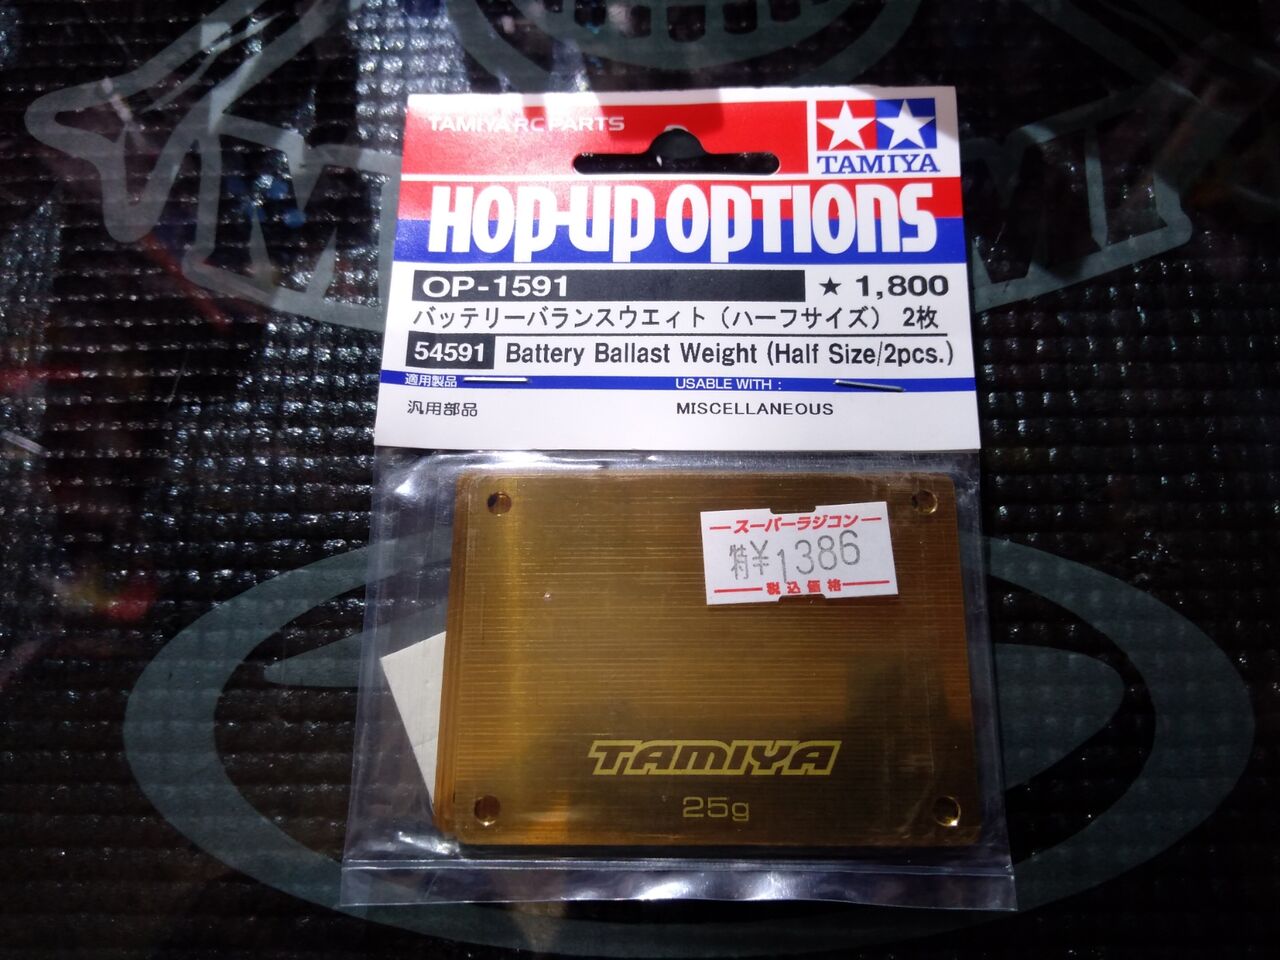 TAMIYA RC PARTS
TAMIYA
HOP-UP OPTIONS
OP-1591 ★ 1,800
バッテリーバランスウエィト（ハーフサイズ） 2枚
54591 Battery Ballast Weight (Half Size/2pcs.)
適用製品 USABLE WITH :
汎用部品 MISCELLANEOUS
スーパーラジコン
特¥1386
税込価格
TAMIYA
25g